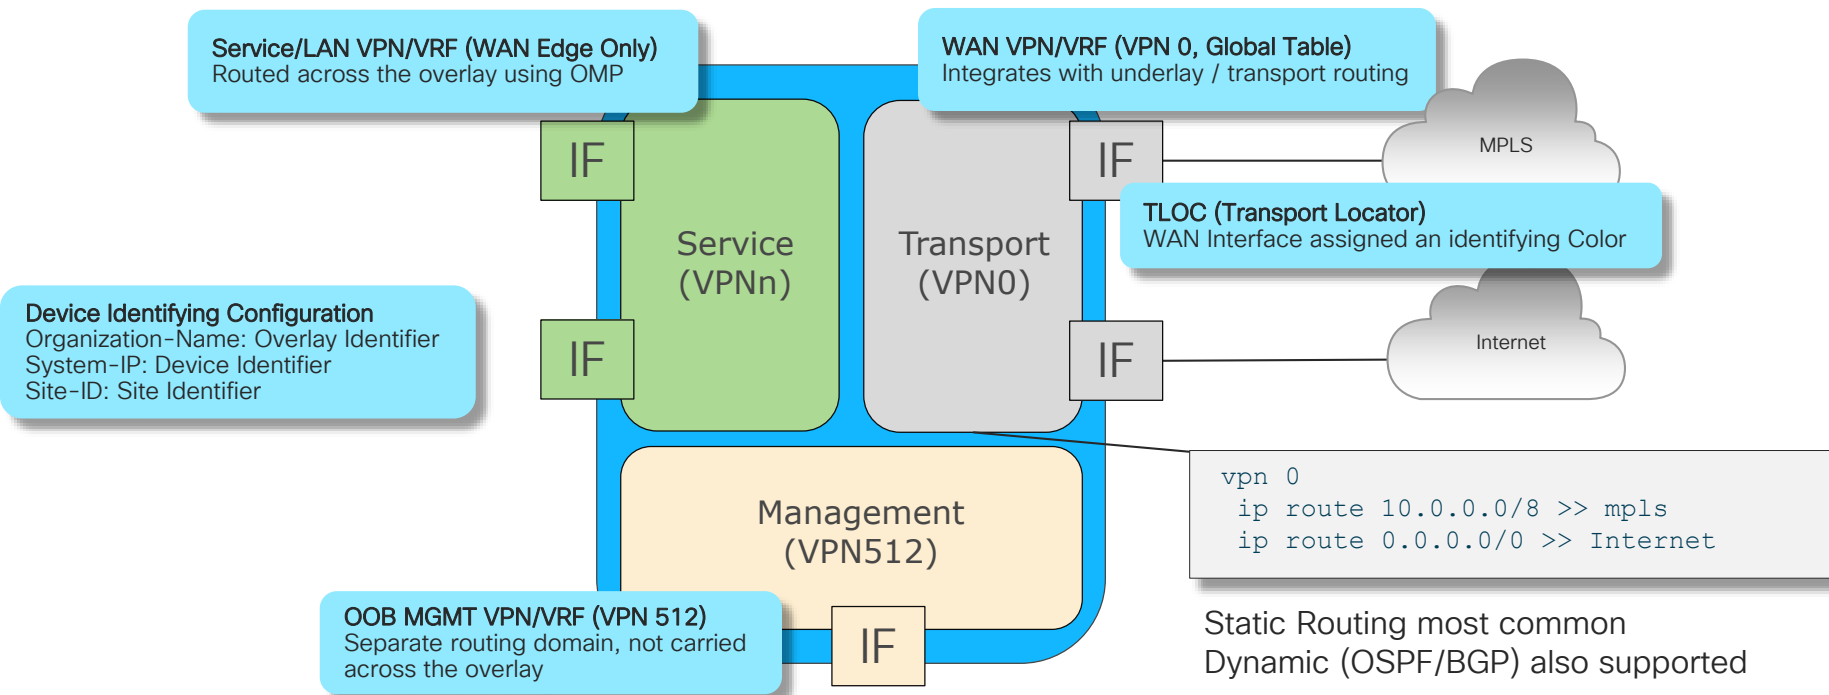 Service/LAN VPN/VRF (WAN Edge Only)
Routed across the overlay using OMP
WAN VPN/VRF (VPN 0, Global Table)
Integrates with underlay / transport routing
IF
IF
MPLS
TLOC (Transport Locator)
WAN Interface assigned an identifying Color
Service
(VPNn)
Transport
(VPN0)
Device Identifying Configuration
Organization-Name: Overlay Identifier
System-IP: Device Identifier
Site-ID: Site Identifier
IF
IF
Internet
vpn 0
ip route 10.0.0.0/8 >> mpls
ip route 0.0.0.0/0 >> Internet
Management
(VPN512)
OOB MGMT VPN/VRF (VPN 512)
Separate routing domain, not carried
across the overlay
IF
Static Routing most common
Dynamic (OSPF/BGP) also supported